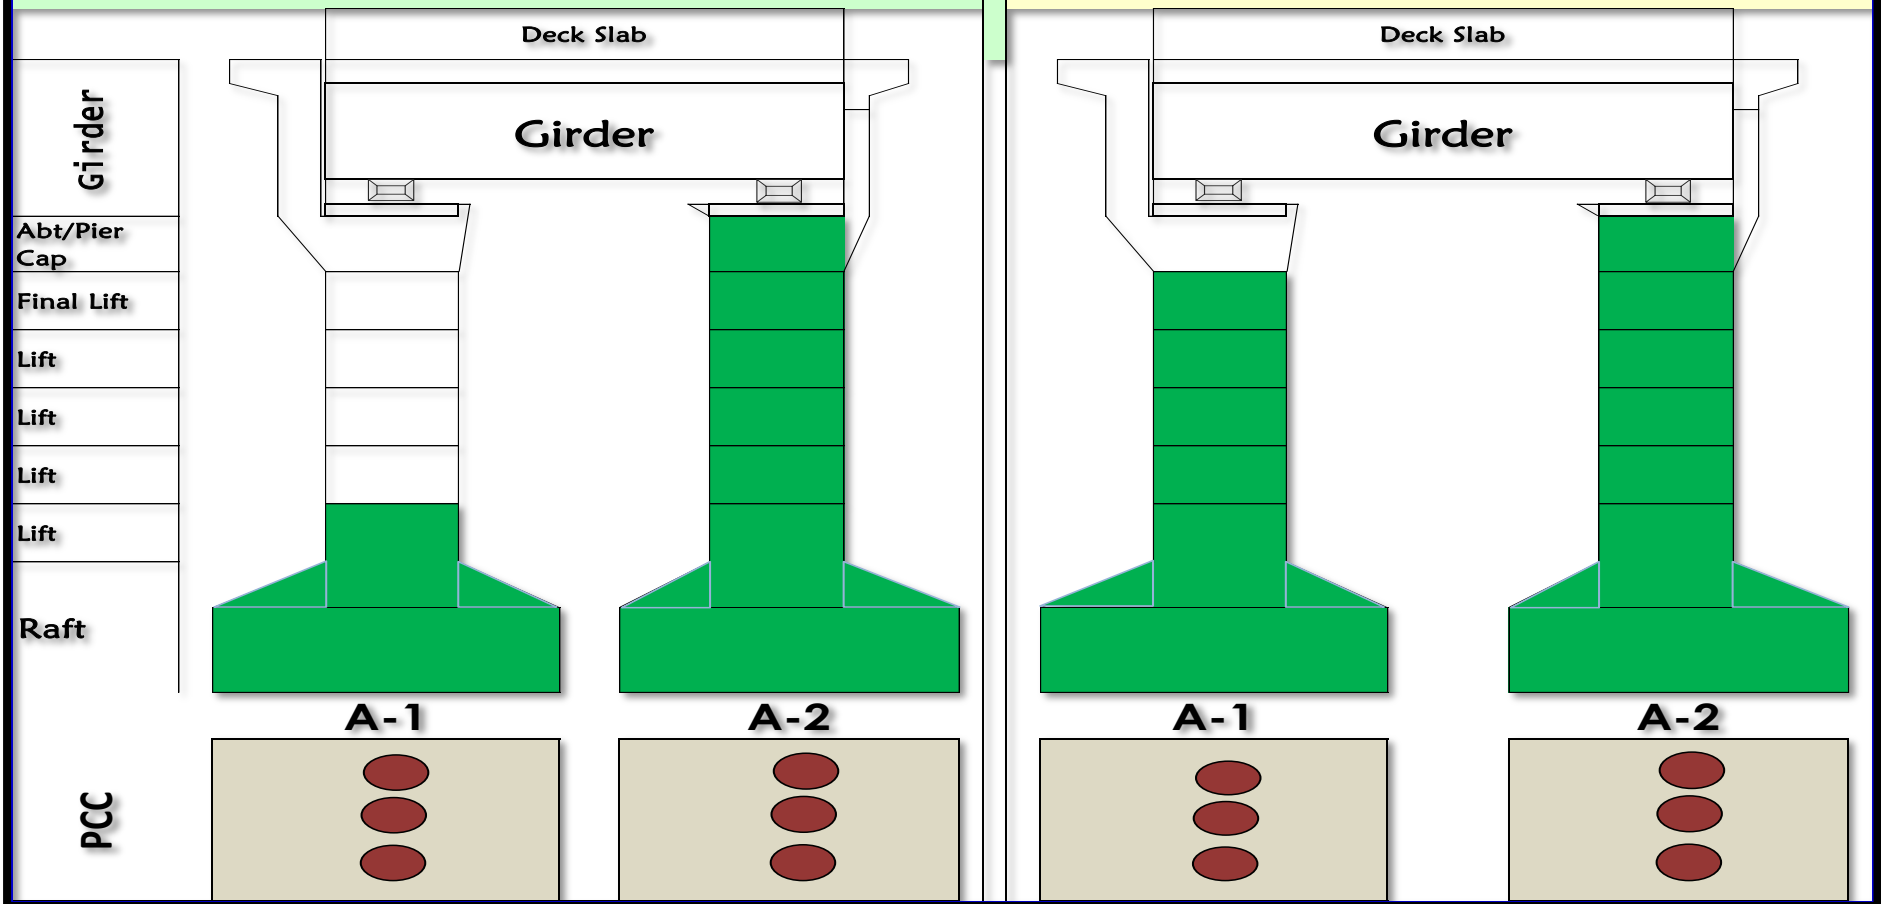 Deck Slab
Deck Slab
Girder
Girder
Girder
Abt/Pier
Cap
Final Lift
Lift
Lift
Lift
Lift
Raft
A-1
A-2
A-1
A-2
PCC